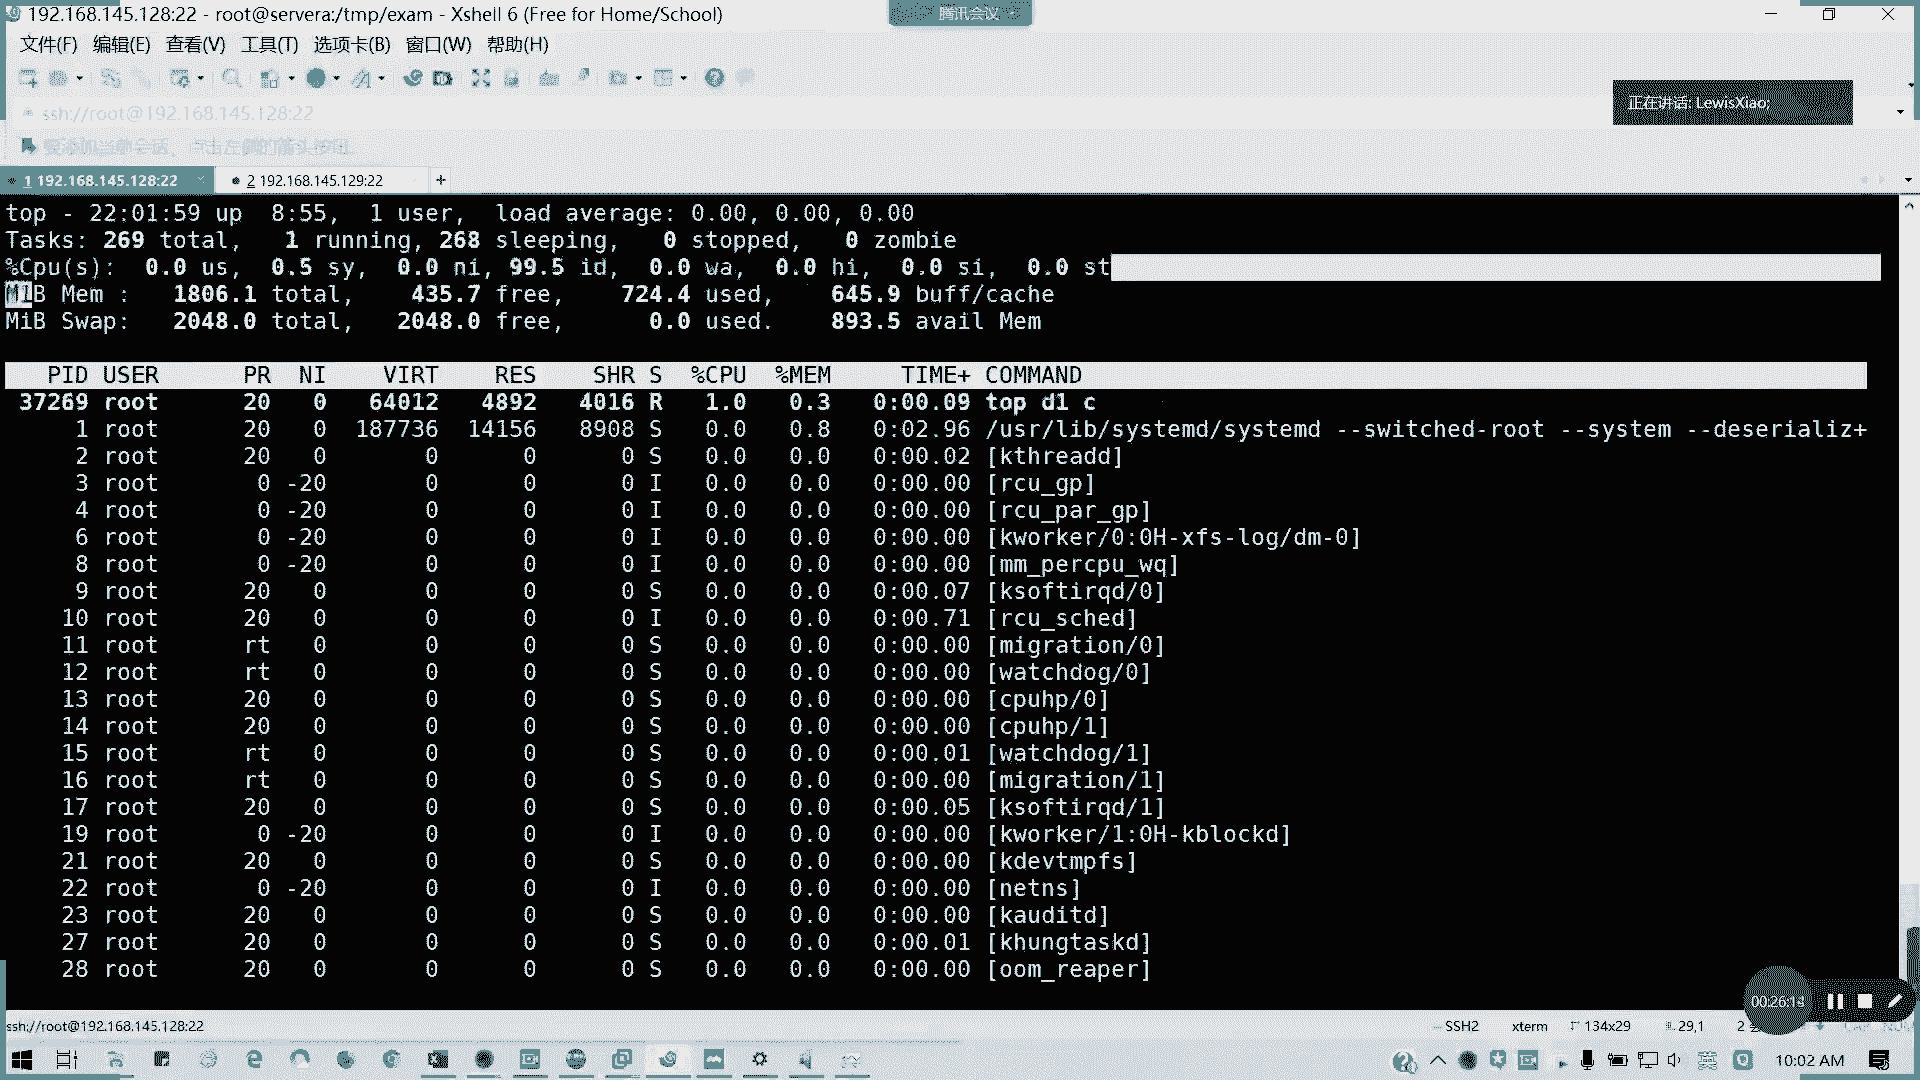 192.168.145.128:22 - root@servera:/tmp/exam - Xshell 6 (Free for Home/School)
腾讯会议
文件(F) 编辑(E) 查看(V) 工具(T) 选项卡(B) 窗口(W) 帮助(H)
正在讲话: LewisXiao;
ssh://root@192.168.145.128:22
1 192.168.145.128:22
2 192.168.145.129:22
top - 22:01:59 up  8:55,  1 user,  load average: 0.00, 0.00, 0.00
Tasks: 269 total,   1 running, 268 sleeping,   0 stopped,   0 zombie
%Cpu(s):  0.0 us,  0.5 sy,  0.0 ni, 99.5 id,  0.0 wa,  0.0 hi,  0.0 si,  0.0 st
MiB Mem :   1806.1 total,    435.7 free,    724.4 used,    645.9 buff/cache
MiB Swap:   2048.0 total,   2048.0 free,      0.0 used.    893.5 avail Mem
PID USER PR NI VIRT RES SHR S %CPU %MEM TIME+ COMMAND
37269 root 20 0 64012 4892 4016 R 1.0 0.3 0:00.09 top d1 c
1 root 20 0 187736 14156 8908 S 0.0 0.8 0:02.96 /usr/lib/systemd/systemd --switched-root --system --deserializ+
2 root 20 0 0 0 0 S 0.0 0.0 0:00.02 [kthreadd]
3 root 0 -20 0 0 0 I 0.0 0.0 0:00.00 [rcu_gp]
4 root 0 -20 0 0 0 I 0.0 0.0 0:00.00 [rcu_par_gp]
6 root 0 -20 0 0 0 I 0.0 0.0 0:00.00 [kworker/0:0H-xfs-log/dm-0]
8 root 0 -20 0 0 0 I 0.0 0.0 0:00.00 [mm_percpu_wq]
9 root 20 0 0 0 0 S 0.0 0.0 0:00.07 [ksoftirqd/0]
10 root 20 0 0 0 0 I 0.0 0.0 0:00.71 [rcu_sched]
11 root rt 0 0 0 0 S 0.0 0.0 0:00.00 [migration/0]
12 root rt 0 0 0 0 S 0.0 0.0 0:00.00 [watchdog/0]
13 root 20 0 0 0 0 S 0.0 0.0 0:00.00 [cpuhp/0]
14 root 20 0 0 0 0 S 0.0 0.0 0:00.00 [cpuhp/1]
15 root rt 0 0 0 0 S 0.0 0.0 0:00.01 [watchdog/1]
16 root rt 0 0 0 0 S 0.0 0.0 0:00.00 [migration/1]
17 root 20 0 0 0 0 S 0.0 0.0 0:00.05 [ksoftirqd/1]
19 root 0 -20 0 0 0 I 0.0 0.0 0:00.00 [kworker/1:0H-kblockd]
21 root 20 0 0 0 0 S 0.0 0.0 0:00.00 [kdevtmpfs]
22 root 0 -20 0 0 0 I 0.0 0.0 0:00.00 [netns]
23 root 20 0 0 0 0 S 0.0 0.0 0:00.00 [kauditd]
27 root 20 0 0 0 0 S 0.0 0.0 0:00.01 [khungtaskd]
28 root 20 0 0 0 0 S 0.0 0.0 0:00.00 [oom_reaper]
00:26:14
ssh://root@192.168.145.128:22
SSH2 xterm 134x29 29,1 2
英
10:02 AM